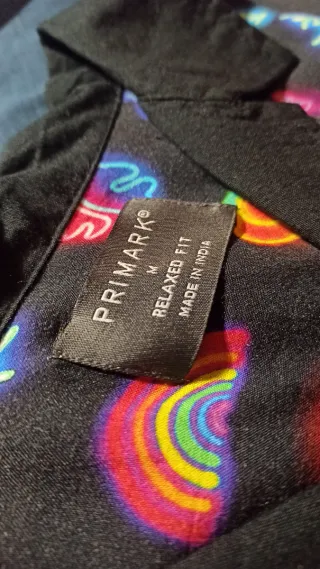 PRIMARK®
M
RELAXED FIT
MADE IN INDIA